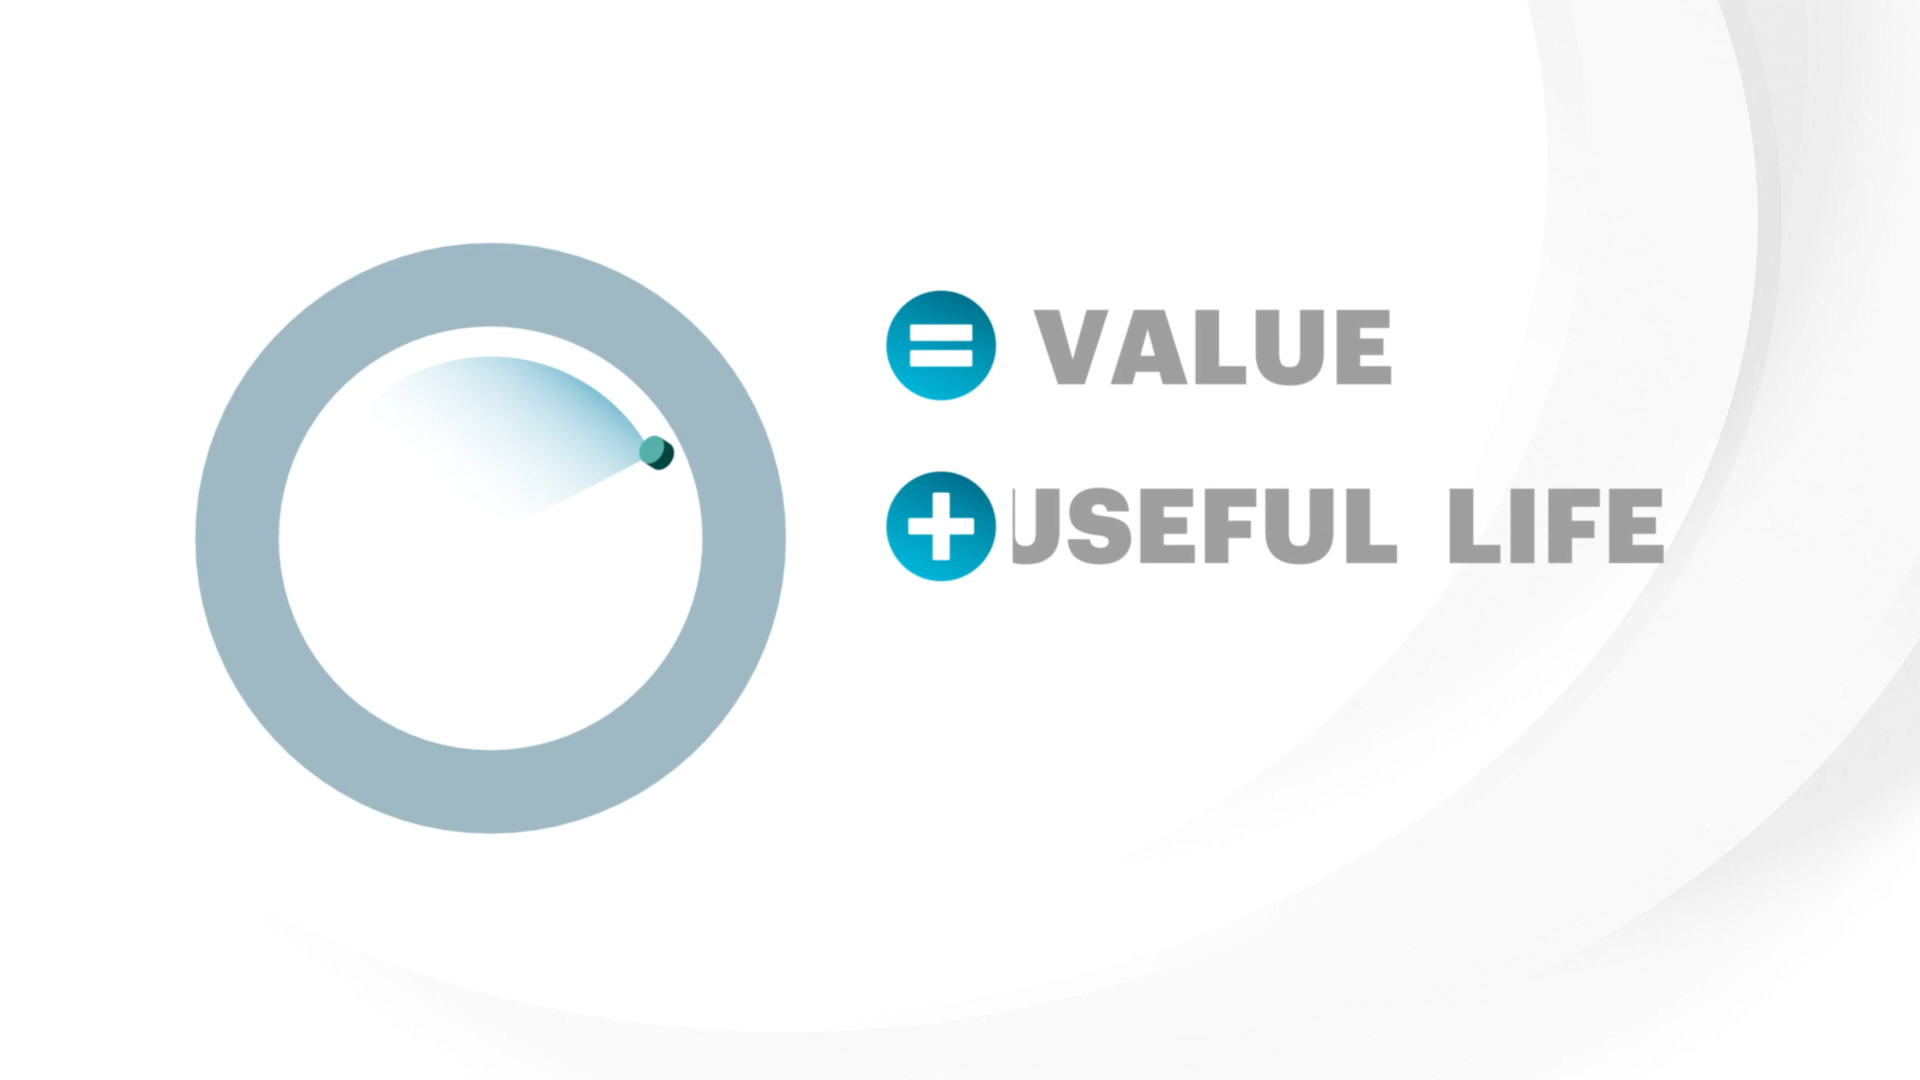 = VALUE
+ USEFUL LIFE